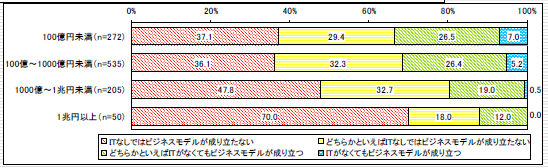 0% 20% 40% 60% 80% 100%
100億円未満(n=272) 37.1 29.4 26.5 7.0
100億~1000億円未満(n=535) 36.1 32.3 26.4 5.2
1000億~1兆円未満(n=205) 47.8 32.7 19.0 0.5
1兆円以上(n=50) 70.0 18.0 12.0 0.0
ITなしではビジネスモデルが成り立たない どちらかといえばITなしではビジネスモデルが成り立たない
どちらかといえばITがなくてもビジネスモデルが成り立つ ITがなくてもビジネスモデルが成り立つ